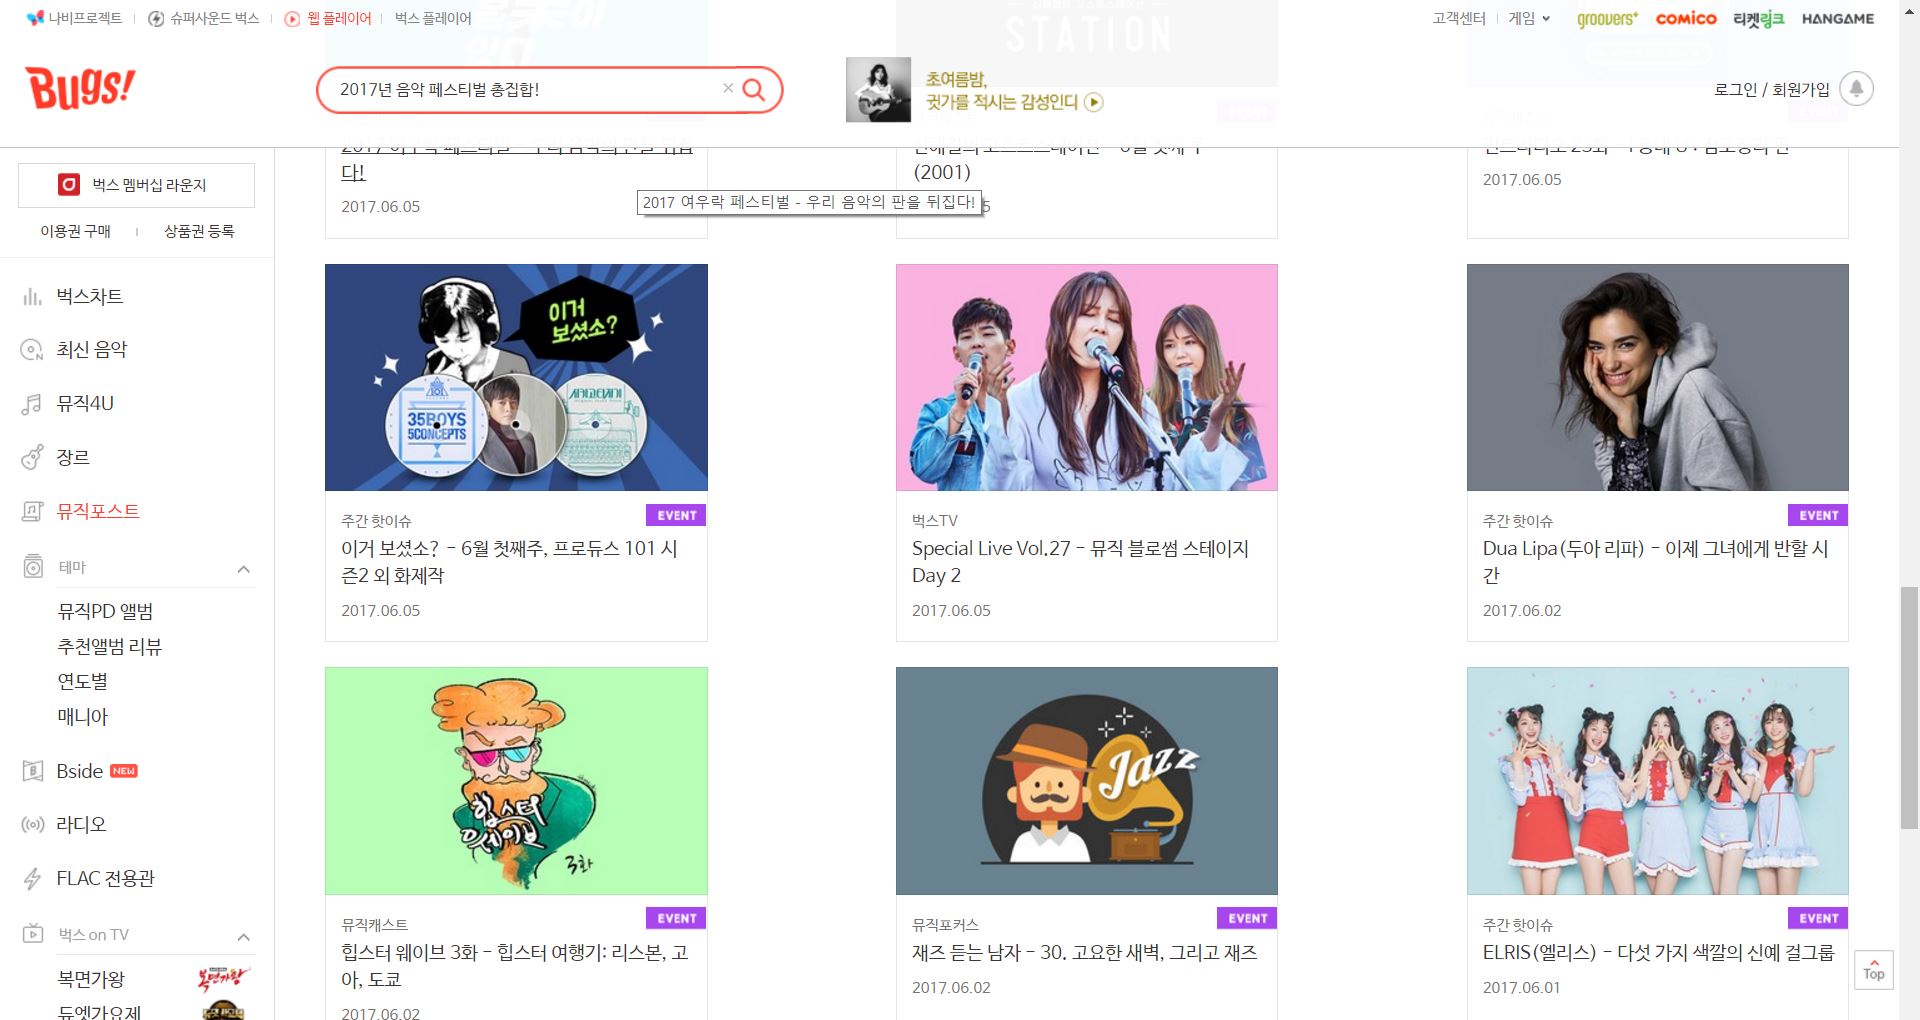 나비프로젝트
슈퍼사운드 벅스
웹 플레이어
벅스 플레이어
고객센터
게임
groovers+
comico
티켓링크
HANGAME
Bugs!
2017년 음악 페스티벌 총집합!
초여름밤,
귓가를 적시는 감성인디
로그인 / 회원가입
STATION
벅스 멤버십 라운지
이용권 구매
상품권 등록
벅스차트
최신 음악
뮤직4U
장르
뮤직포스트
테마
뮤직PD 앨범
추천앨범 리뷰
연도별
매니아
Bside NEW
라디오
FLAC 전용관
벅스 on TV
복면가왕
복면가왕
듀엣가요제
다!
2017.06.05
2017 여우락 페스티벌 - 우리 음악의 판을 뒤집다!
(2001)
5
2017.06.05
이거
보셨소?
35BOYS
5CONCEPTS
시카고타자기
주간 핫이슈
EVENT
이거 보셨소? - 6월 첫째주, 프로듀스 101 시
즌2 외 화제작
2017.06.05
벅스TV
Special Live Vol.27 - 뮤직 블로썸 스테이지
Day 2
2017.06.05
주간 핫이슈
EVENT
Dua Lipa(두아 리파) - 이제 그녀에게 반할 시
간
2017.06.02
힙스터
웨이브
3화
뮤직캐스트
EVENT
힙스터 웨이브 3화 - 힙스터 여행기: 리스본, 고
아, 도쿄
2017.06.02
Jazz
뮤직포커스
EVENT
재즈 듣는 남자 - 30. 고요한 새벽, 그리고 재즈
2017.06.02
주간 핫이슈
EVENT
ELRIS(엘리스) - 다섯 가지 색깔의 신예 걸그룹
2017.06.01
Top